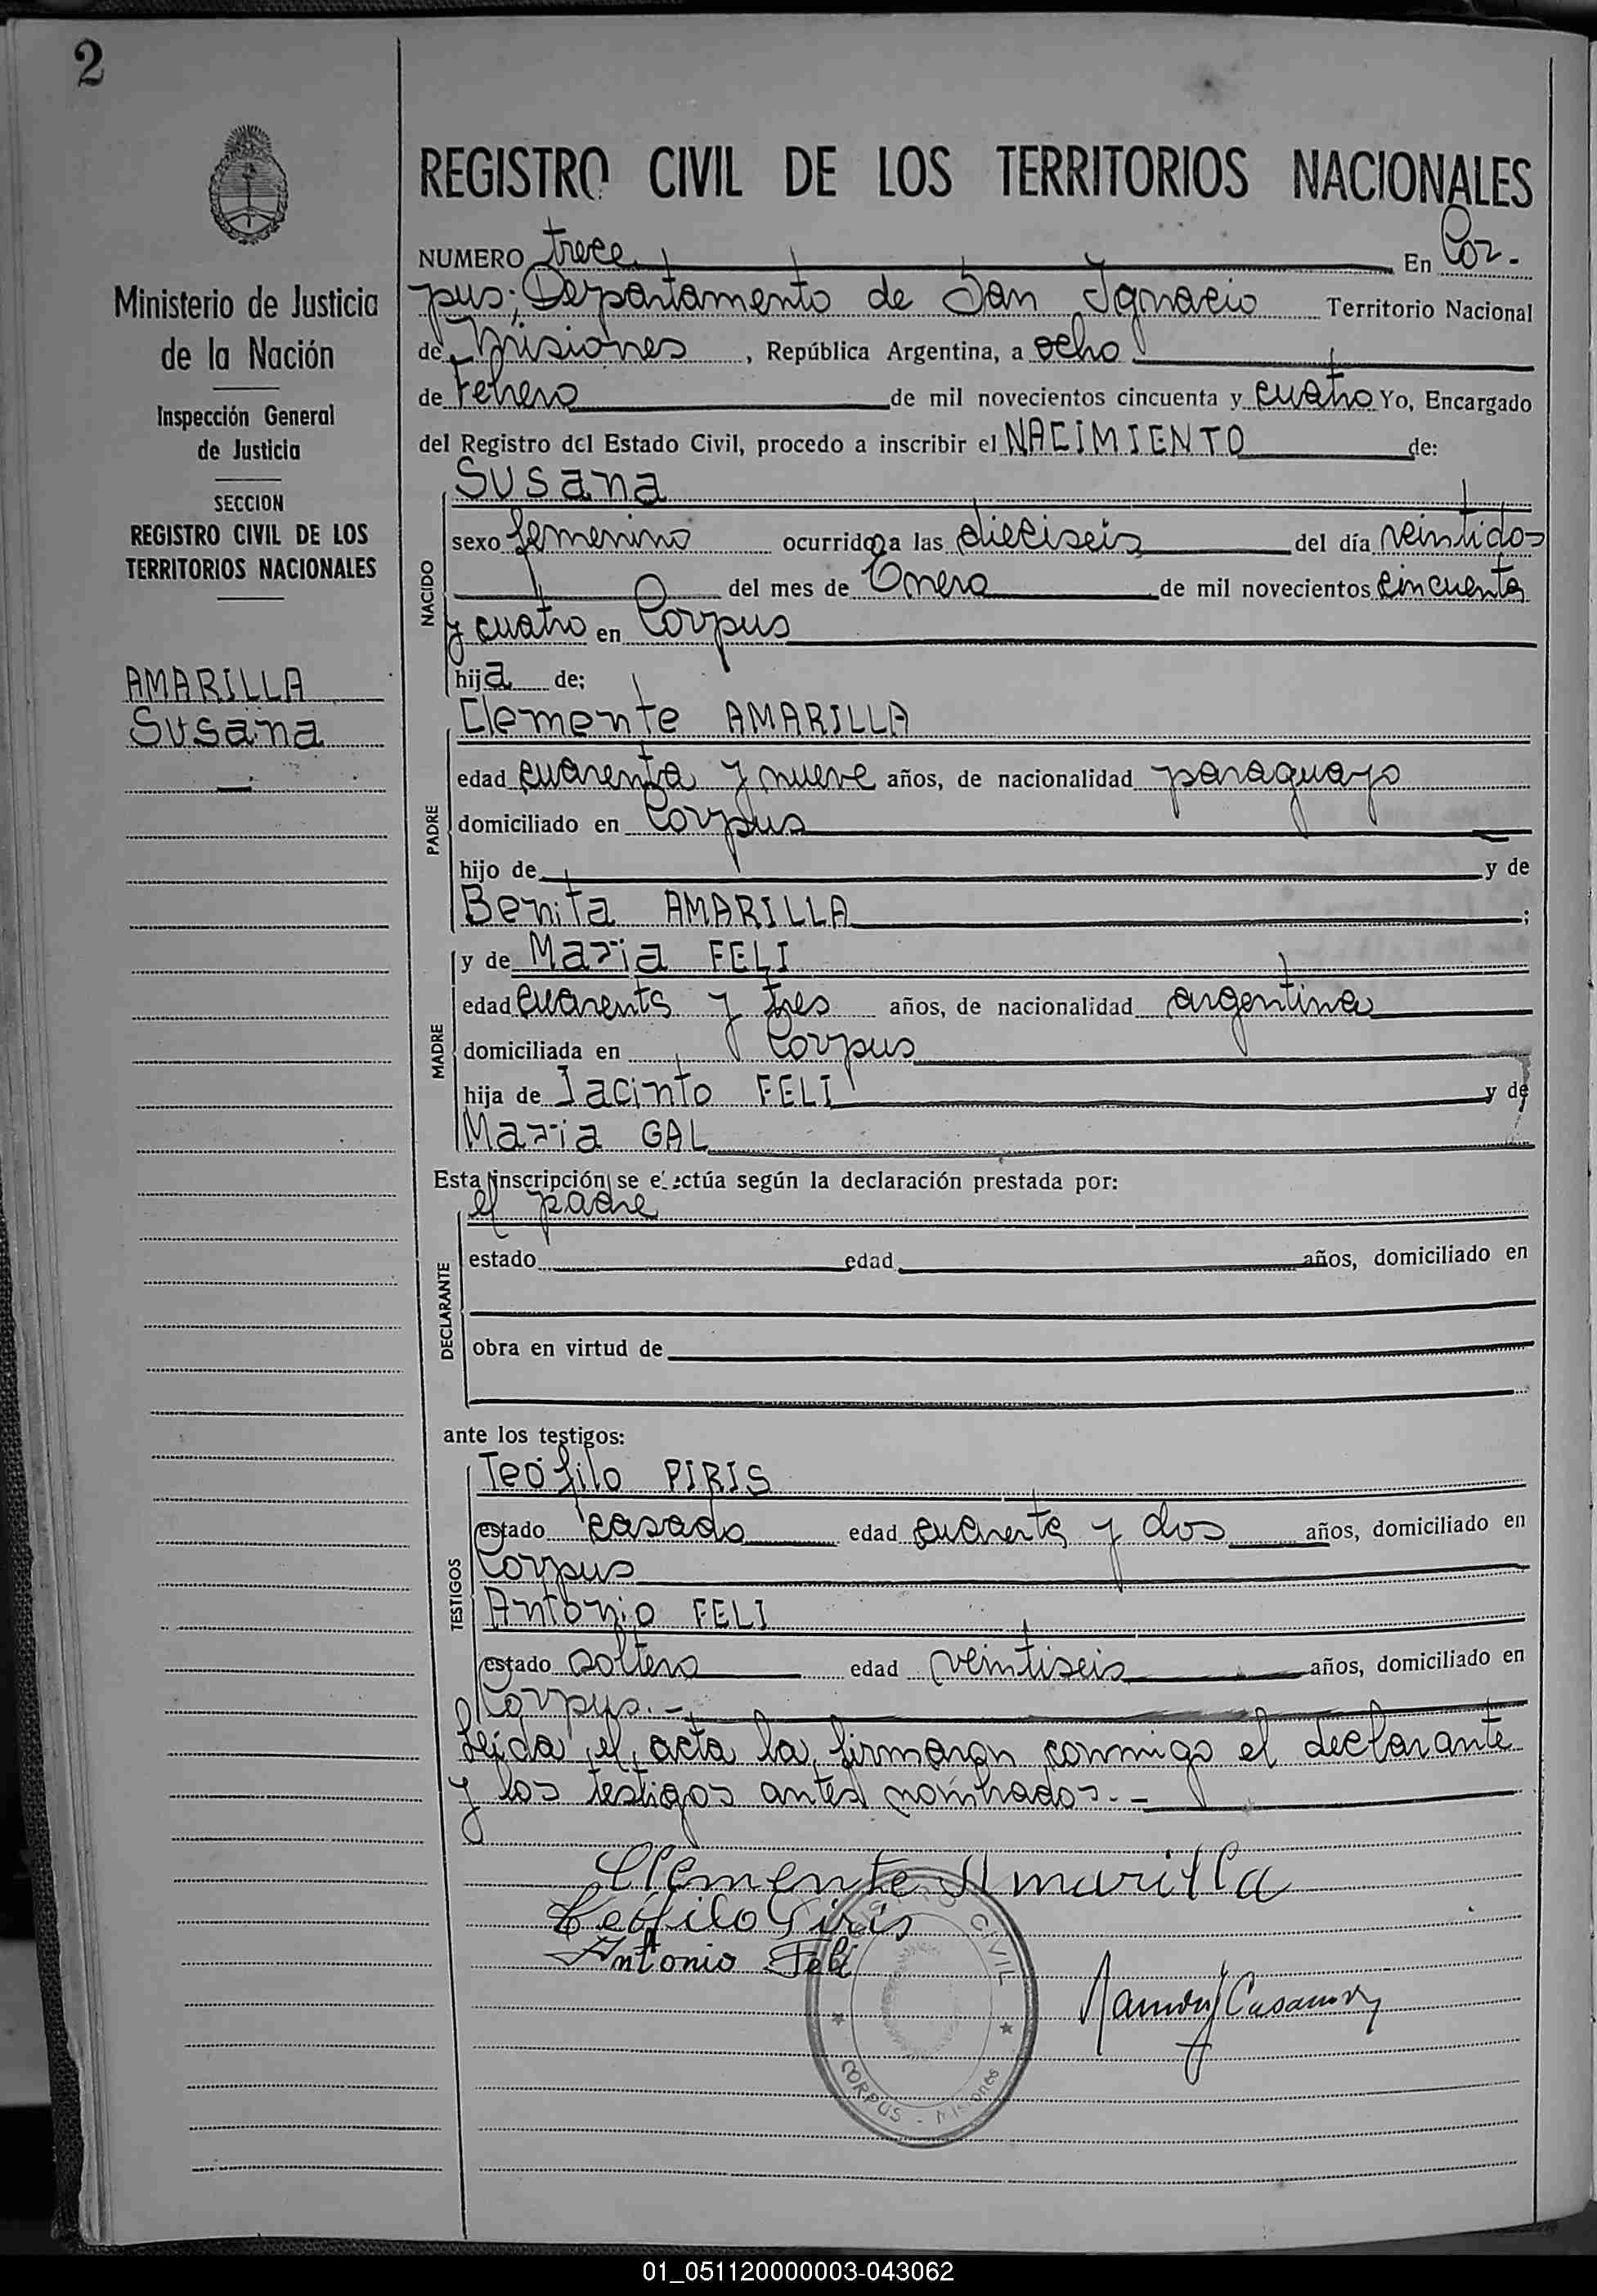 2
REGISTRO CIVIL DE LOS TERRITORIOS NACIONALES
Ministerio de Justicia
de la Nación
Inspección General
de Justicia
SECCION
REGISTRO CIVIL DE LOS
TERRITORIOS NACIONALES
AMARILLA
Susana
NUMERO trece En Cor-
pus; Departamento de San Ignacio Territorio Nacional
de Misiones, República Argentina, a ocho
de Febrero de mil novecientos cincuenta y cuatro Yo, Encargado
del Registro del Estado Civil, procedo a inscribir el NACIMIENTO de:
NACIDO
Susana
sexo femenino ocurrido a las dieciseis del día veintidos
del mes de Enero de mil novecientos cincuenta
y cuatro en Corpus
hija de:
PADRE
Clemente AMARILLA
edad cuarenta y nueve años, de nacionalidad paraguayo
domiciliado en Corpus
hijo de y de
Benita AMARILLA;
MADRE
y de Maria FELI
edad cuarenta y tres años, de nacionalidad argentina
domiciliada en Corpus
hija de Jacinto FELI y de
Maria GAL
Esta inscripción se efectúa según la declaración prestada por:
DECLARANTE
el padre
estado edad años, domiciliado en
obra en virtud de
ante los testigos:
TESTIGOS
Teófilo PIRIS
estado casado edad cuarenta y dos años, domiciliado en
Corpus
Antonio FELI
estado soltero edad veintiseis años, domiciliado en
Corpus.-
Leida el acta la firmaron conmigo el declarante
y los testigos antes nombrados.-
Clemente Amarilla
Teófilo Piris
Antonio Feli
CIVIL
CORPUS - Misiones
01_051120000003-043062